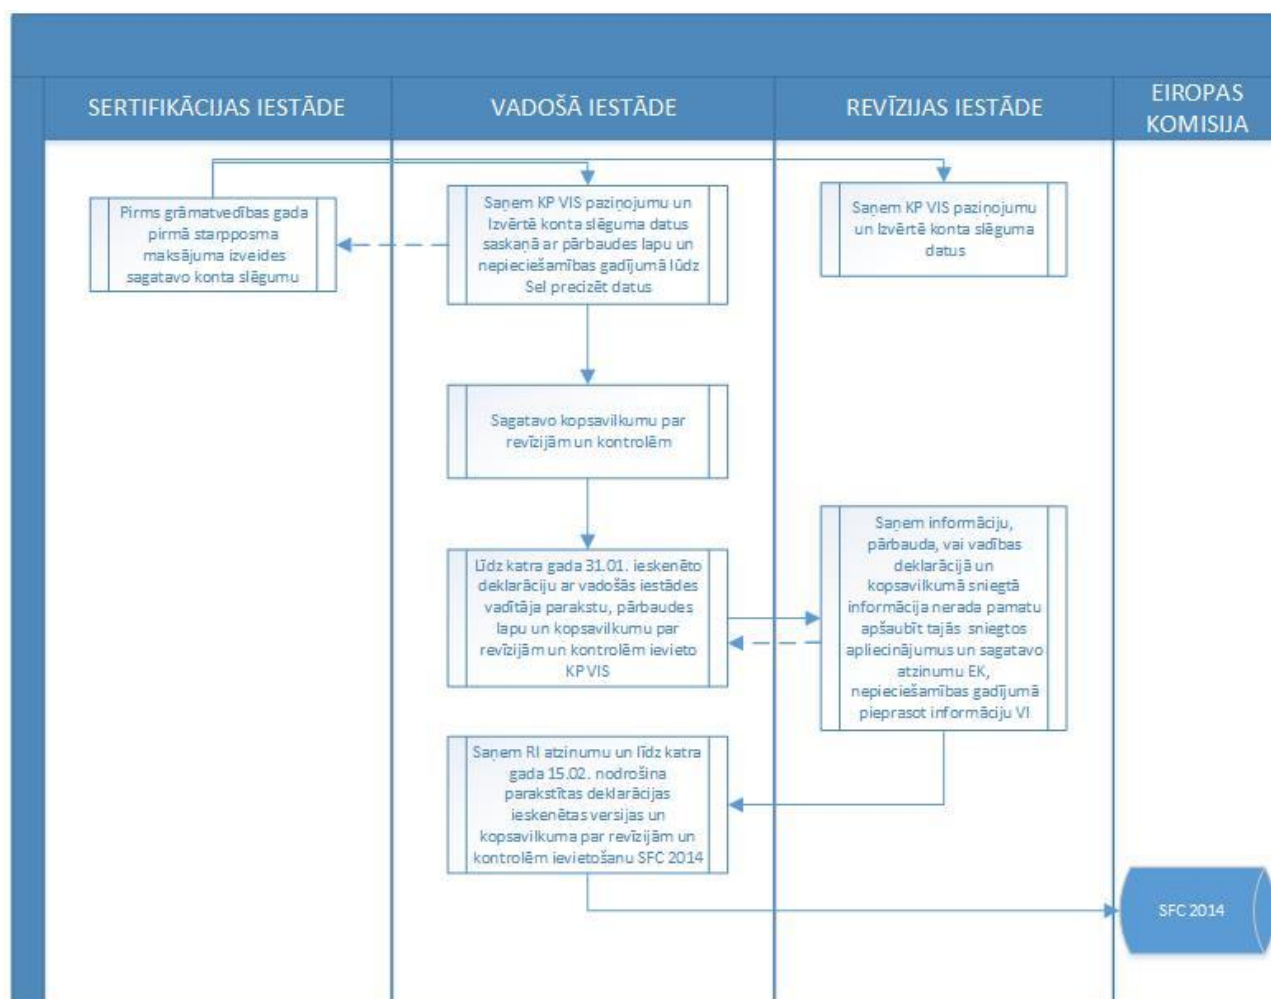 SERTIFIKĀCIJAS IESTĀDE
VADOŠĀ IESTĀDE
REVĪZIJAS IESTĀDE
EIROPAS
KOMISIJA
Pirms grāmatvedības gada
pirmā starpposma
maksājuma izveides
sagatavo konta slēgumu
Saņem KP VIS paziņojumu un
Izvērtē konta slēguma datus
saskaņā ar pārbaudes lapu un
nepieciešamības gadījumā lūdz
SeI precizēt datus
Saņem KP VIS paziņojumu
un Izvērtē konta slēguma
datus
Sagatavo kopsavilkumu par
revīzijām un kontrolēm
Līdz katra gada 31.01. ieskenēto
deklarāciju ar vadošās iestādes
vadītāja parakstu, pārbaudes
lapu un kopsavilkumu par
revīzijām un kontrolēm ievieto
KP VIS
Saņem informāciju,
pārbauda, vai vadības
deklarācijā un
kopsavilkumā sniegtā
informācija nerada pamatu
apšaubīt tajās sniegtos
apliecinājumus un sagatavo
atzinumu EK,
nepieciešamības gadījumā
pieprasot informāciju VI
Saņem RI atzinumu un līdz katra
gada 15.02. nodrošina
parakstītas deklarācijas
ieskenētas versijas un
kopsavilkuma par revīzijām un
kontrolēm ievietošanu SFC 2014
SFC 2014